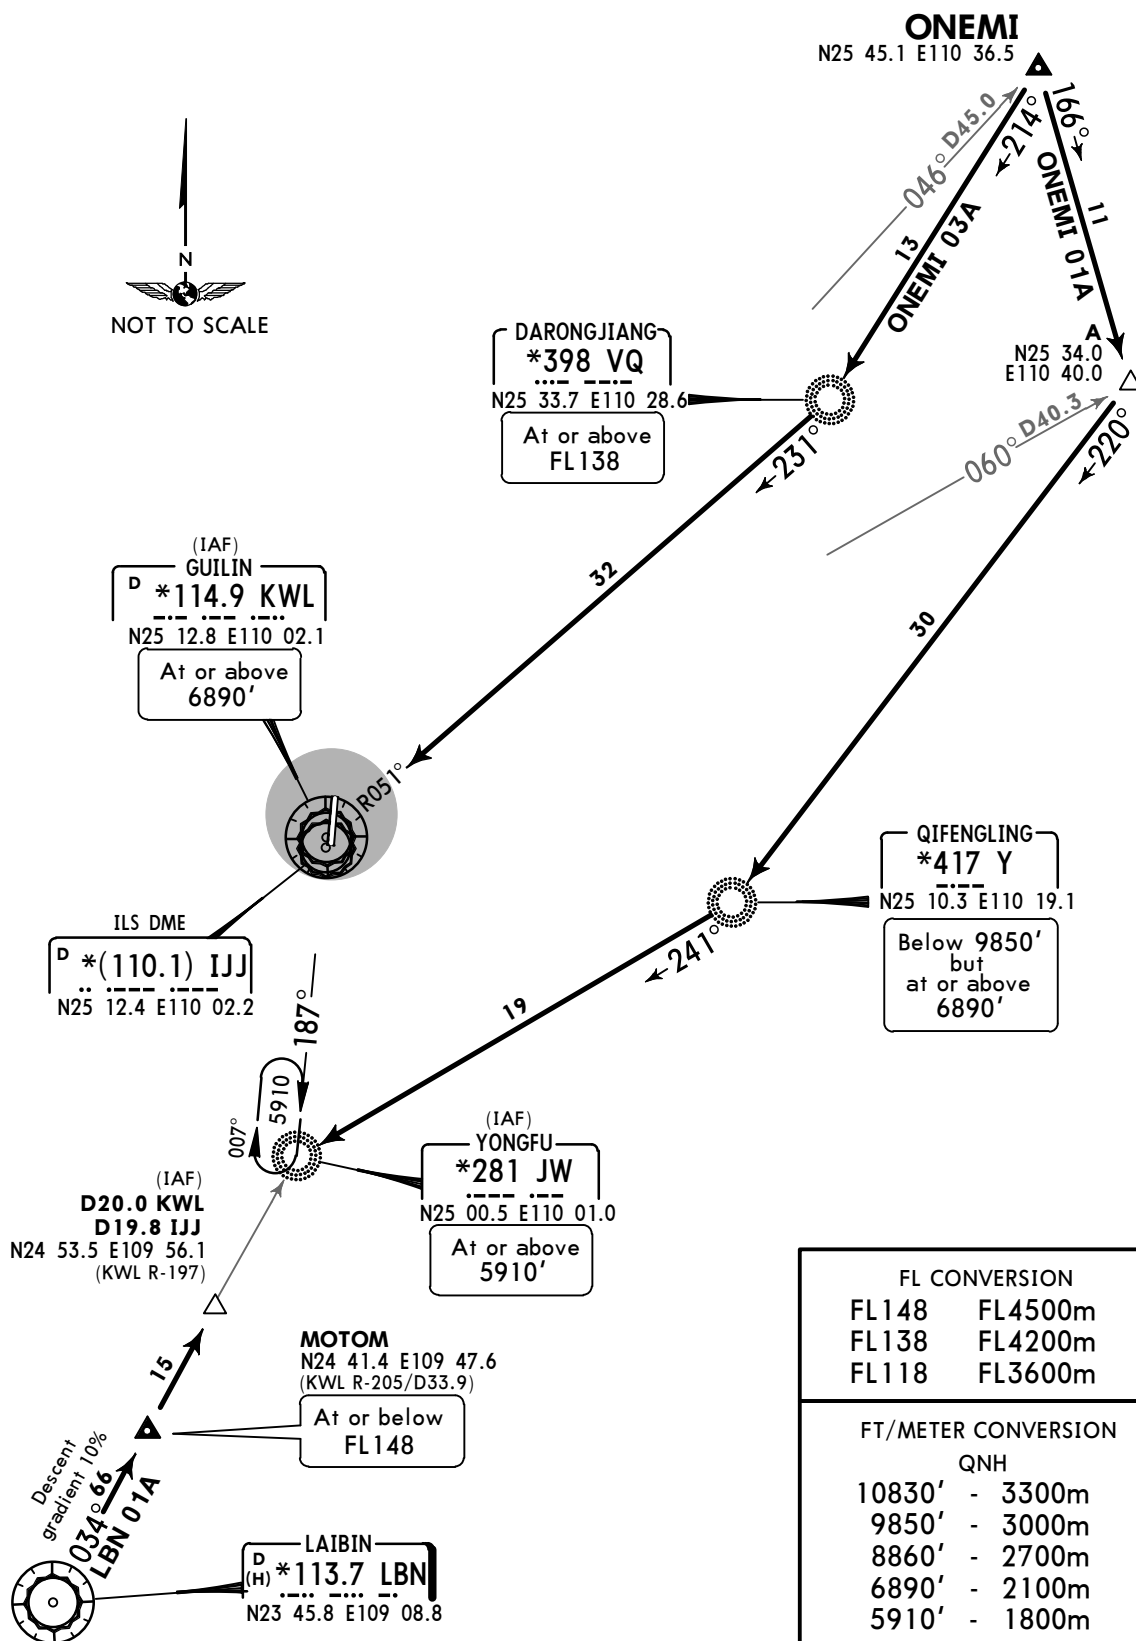 ONEMI
N25 45.1 E110 36.5
046° D45.0
214°
166°
13
ONEMI 03A
11
ONEMI 01A
N
NOT TO SCALE
DARONGJIANG
*398 VQ
N25 33.7 E110 28.6
At or above
FL138
A
N25 34.0
E110 40.0
060° D40.3
231°
220°
32
30
(IAF)
GUILIN
D *114.9 KWL
N25 12.8 E110 02.1
At or above
6890'
R051°
ILS DME
D *(110.1) IJJ
N25 12.4 E110 02.2
QIFENGLING
*417 Y
N25 10.3 E110 19.1
Below 9850'
but
at or above
6890'
241°
19
187°
5910
007°
(IAF)
YONGFU
*281 JW
N25 00.5 E110 01.0
At or above
5910'
(IAF)
D20.0 KWL
D19.8 IJJ
N24 53.5 E109 56.1
(KWL R-197)
15
MOTOM
N24 41.4 E109 47.6
(KWL R-205/D33.9)
At or below
FL148
Descent
gradient 10%
034° 66
LBN 01A
LAIBIN
D
(H) *113.7 LBN
N23 45.8 E109 08.8
FL CONVERSION
FL148 FL4500m
FL138 FL4200m
FL118 FL3600m
FT/METER CONVERSION
QNH
10830' - 3300m
9850' - 3000m
8860' - 2700m
6890' - 2100m
5910' - 1800m